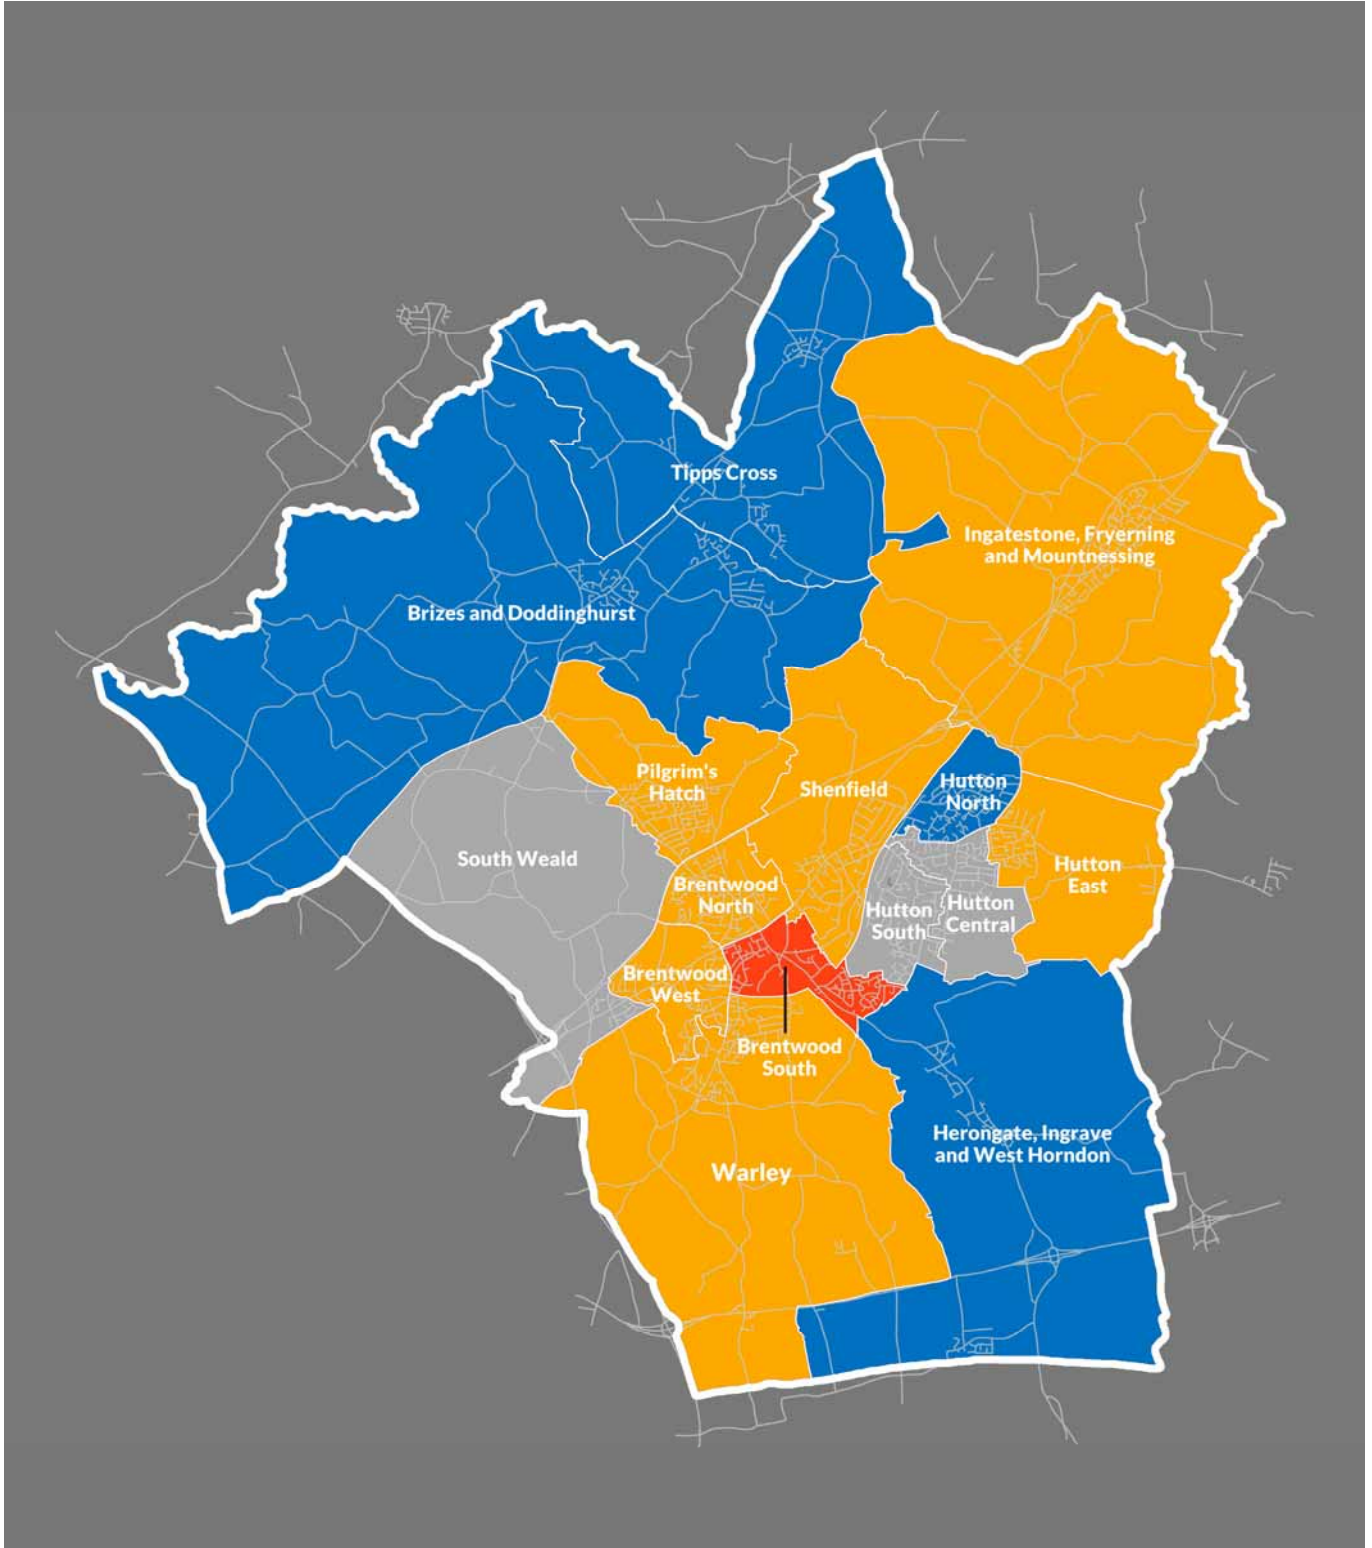 Tipps Cross
Ingatestone, Fryerning
and Mountnessing
Brizes and Doddinghurst
Pilgrim's
Hatch
Shenfield
Hutton
North
South Weald
Hutton
East
Brentwood
North
Hutton
South
Hutton
Central
Brentwood
West
Brentwood
South
Herongate, Ingrave
and West Horndon
Warley